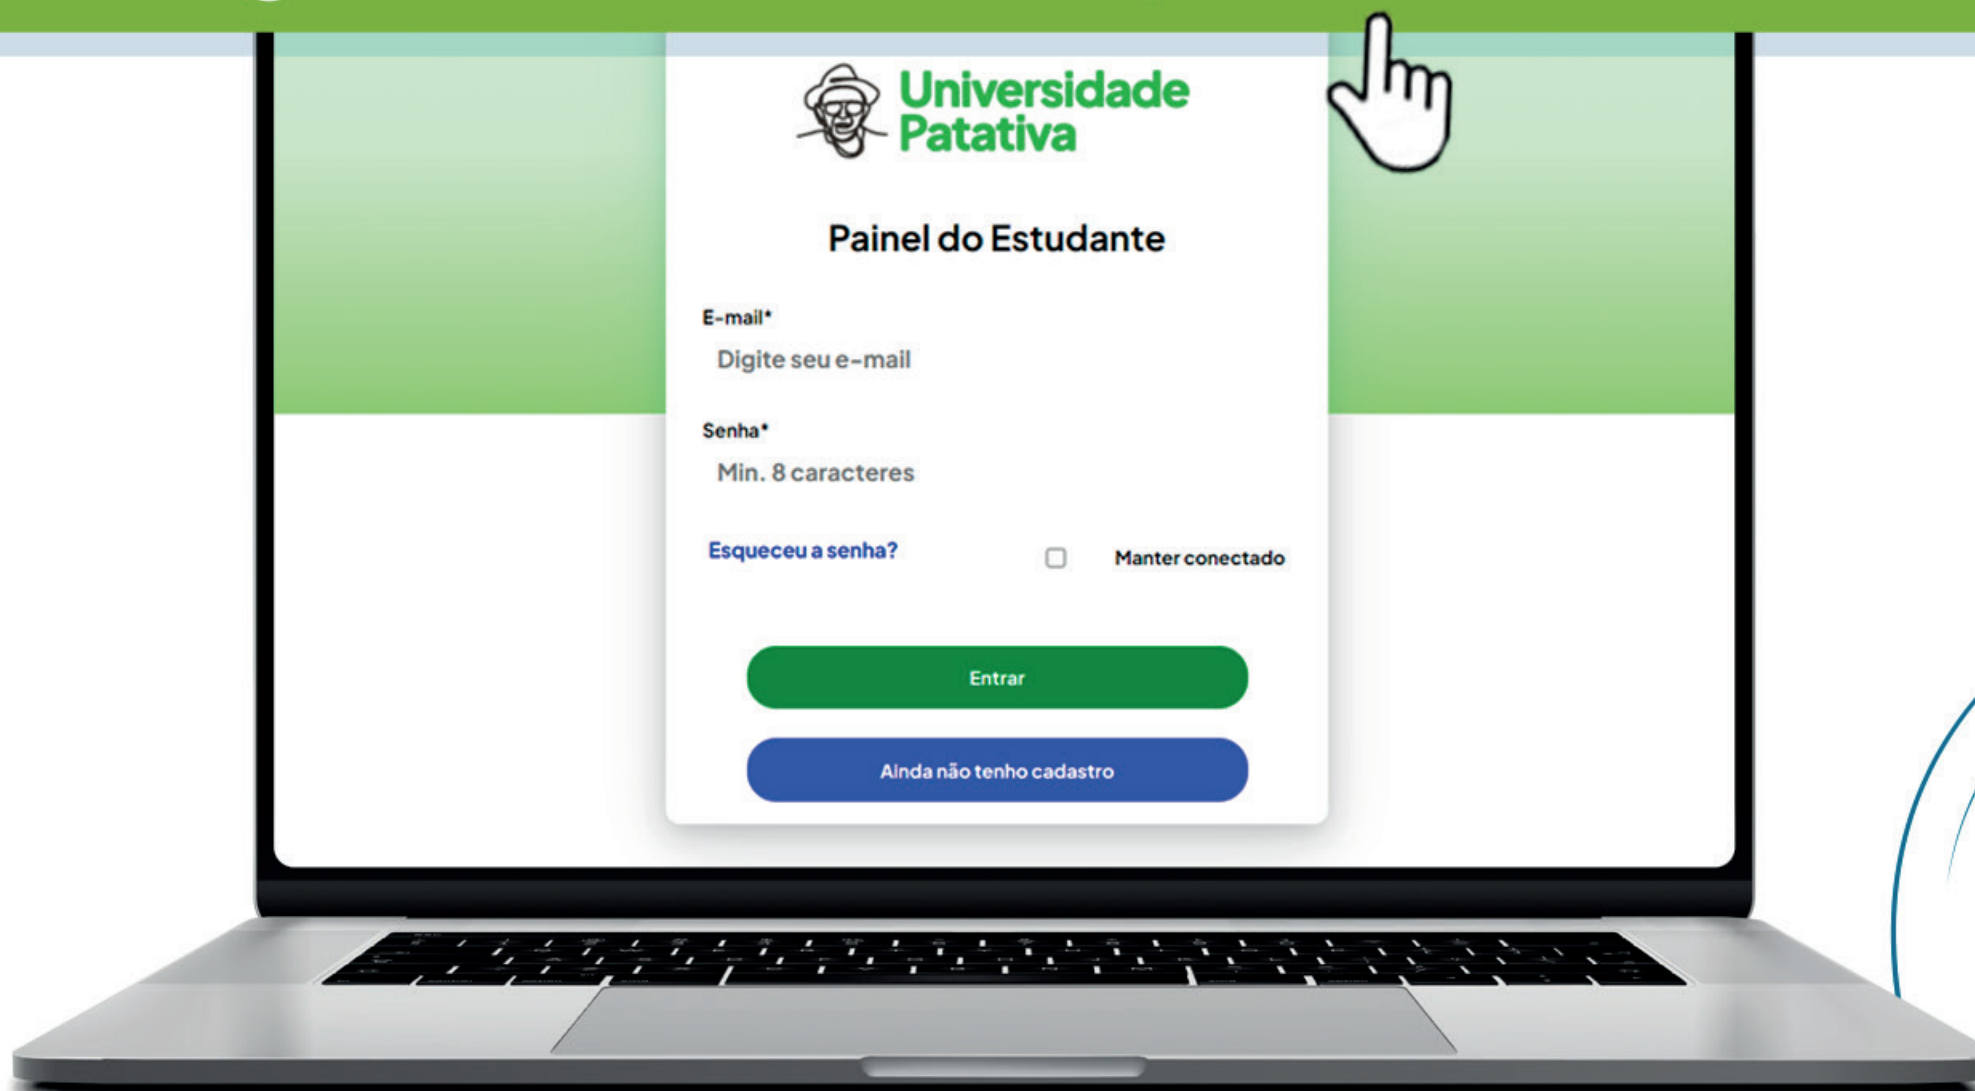 Universidade
Patativa
Painel do Estudante
E-mail*
Digite seu e-mail
Senha*
Min. 8 caracteres
Esqueceu a senha?
Manter conectado
Entrar
Ainda não tenho cadastro